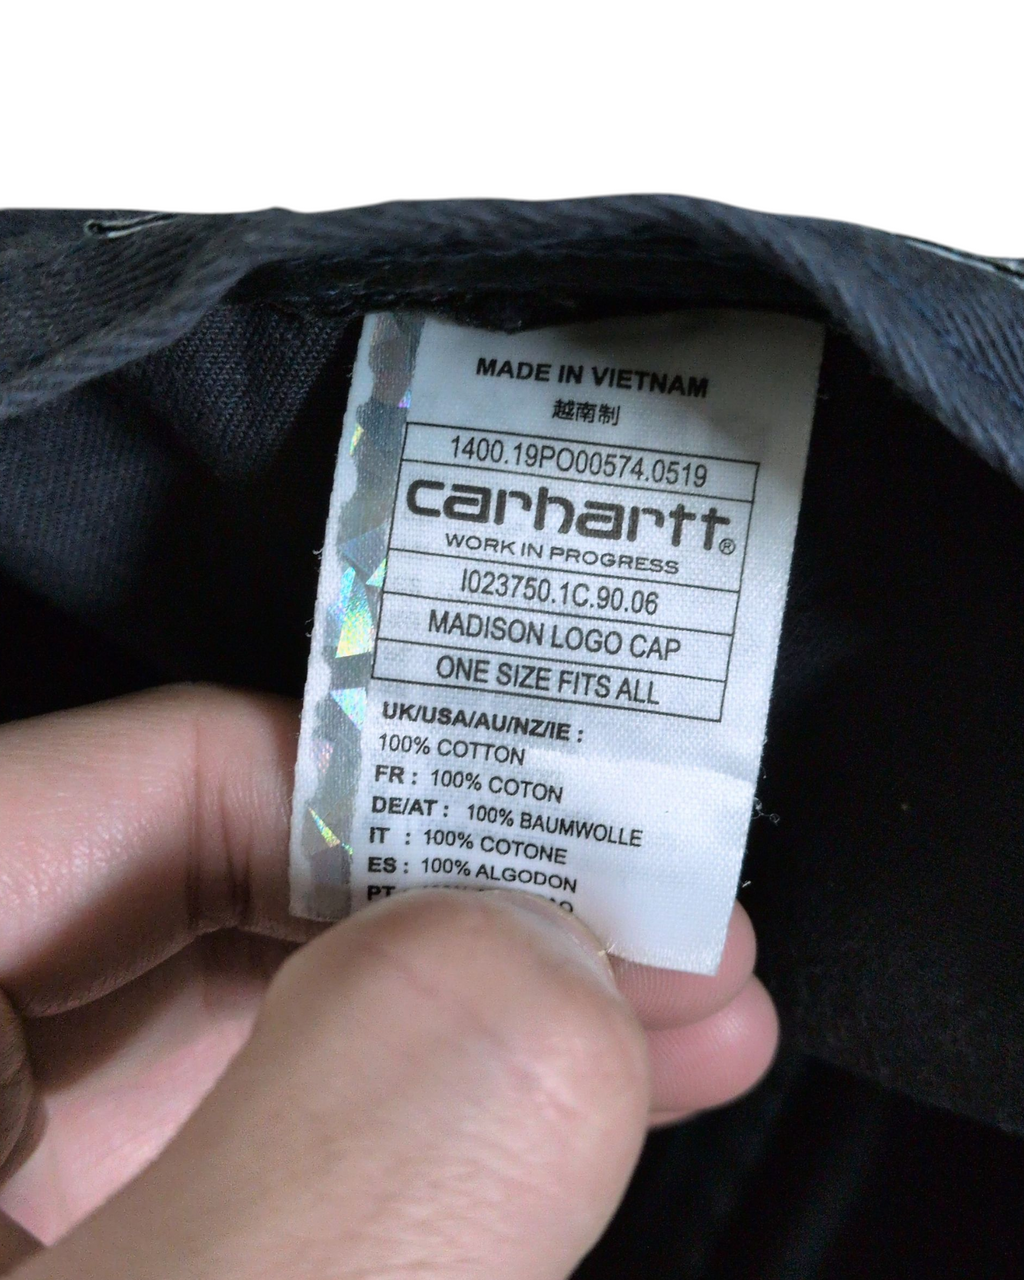 MADE IN VIETNAM
越南制
1400.19PO00574.0519
carhartt®
WORK IN PROGRESS
I023750.1C.90.06
MADISON LOGO CAP
ONE SIZE FITS ALL
UK/USA/AU/NZ/IE :
100% COTTON
FR : 100% COTON
DE/AT : 100% BAUMWOLLE
IT : 100% COTONE
ES : 100% ALGODON
PT